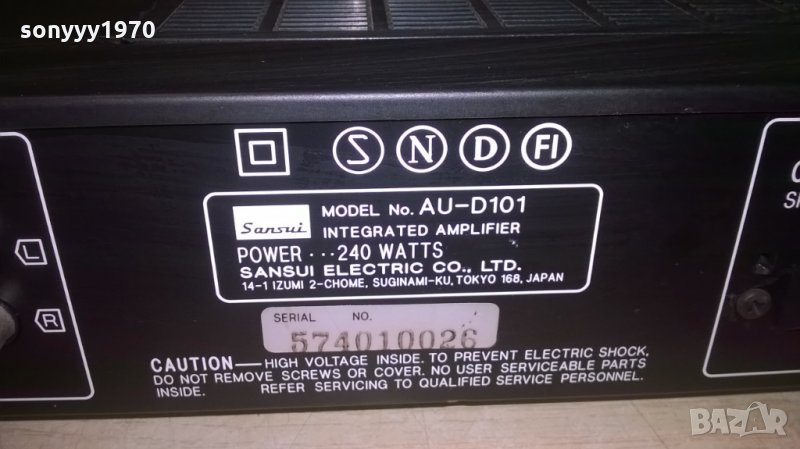 sonyyy1970
S N D FI
Sansui
MODEL No. AU-D101
INTEGRATED AMPLIFIER
POWER ··· 240 WATTS
SANSUI ELECTRIC CO., LTD.
14-1 IZUMI 2-CHOME, SUGINAMI-KU, TOKYO 168, JAPAN
SERIAL NO.
574010026
CAUTION—HIGH VOLTAGE INSIDE. TO PREVENT ELECTRIC SHOCK,
DO NOT REMOVE SCREWS OR COVER. NO USER SERVICEABLE PARTS
INSIDE. REFER SERVICING TO QUALIFIED SERVICE PERSONNEL.
L
R
BAZAR